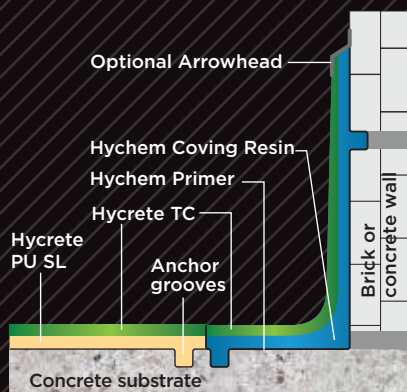 Optional Arrowhead
Hychem Coving Resin
Hychem Primer
Hycrete TC
Hycrete
PU SL
Anchor
grooves
Brick or
concrete wall
Concrete substrate